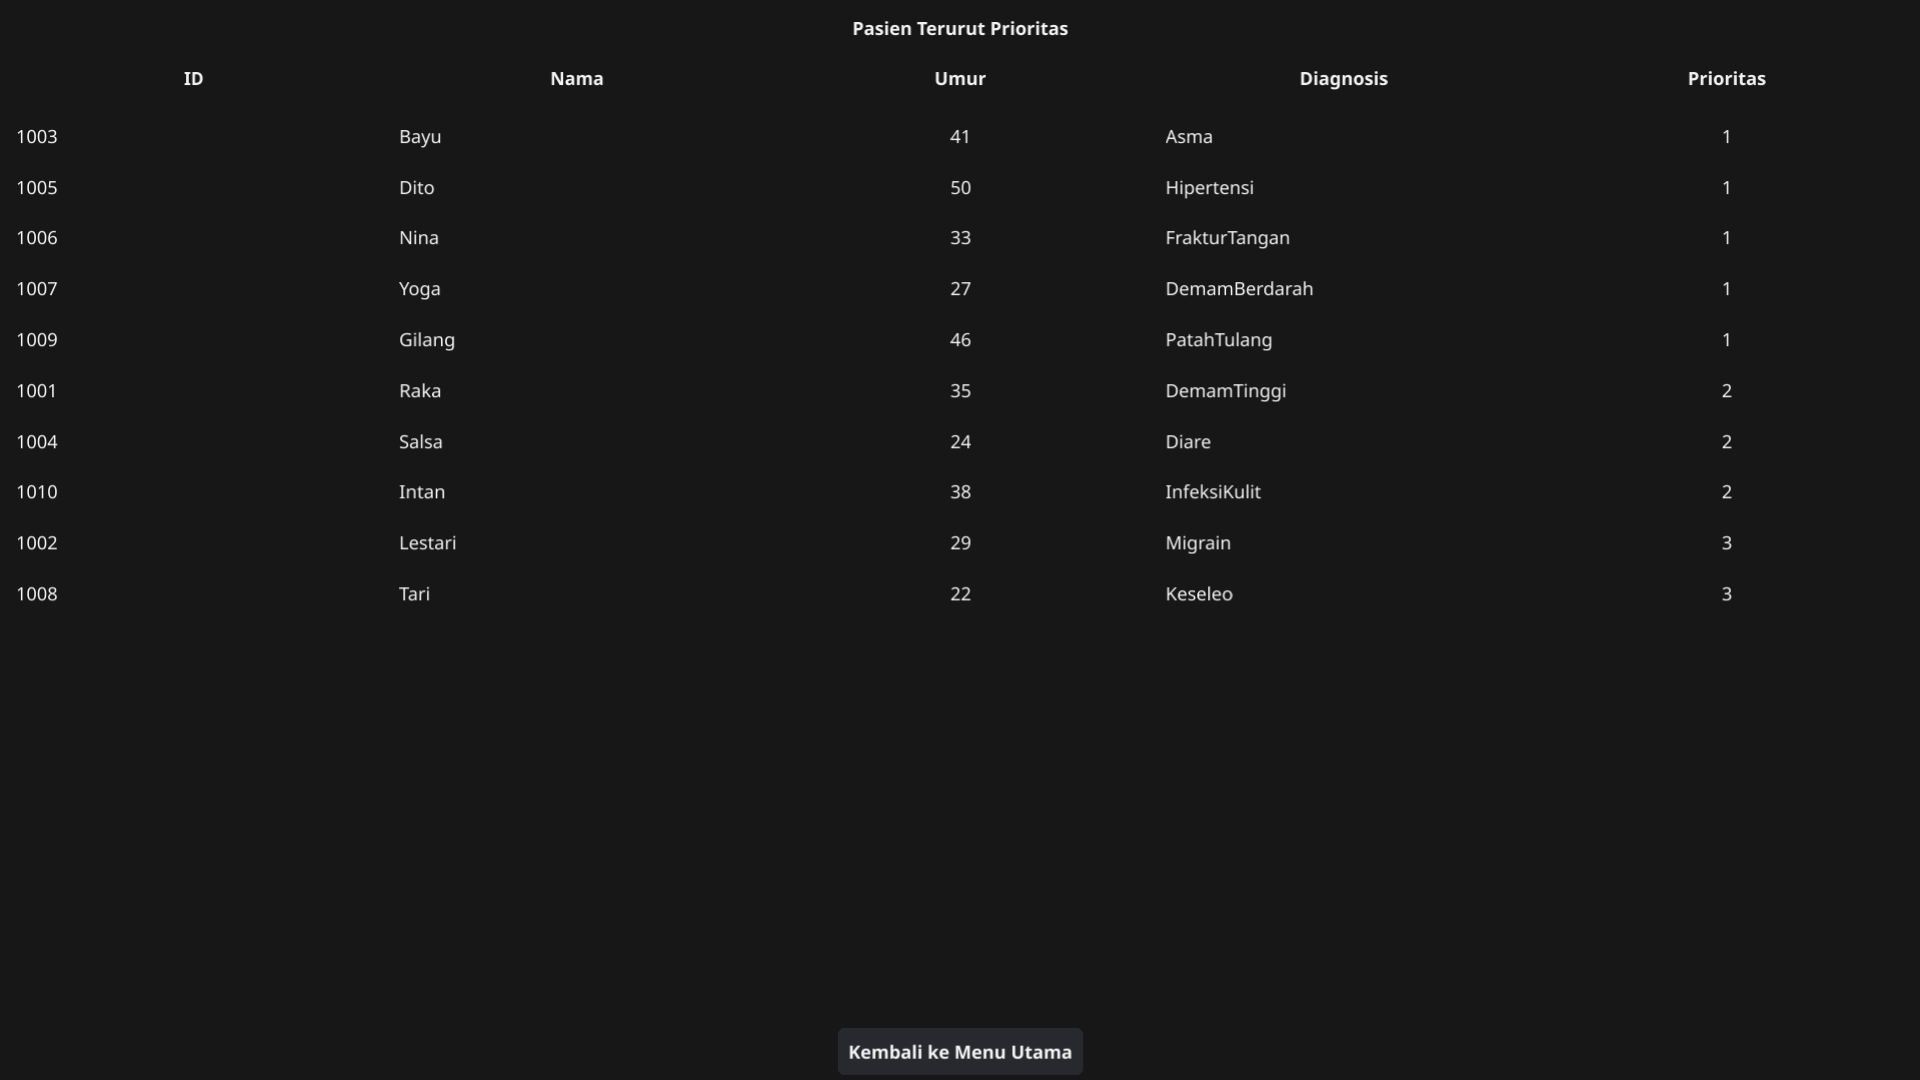 Pasien Terurut Prioritas
ID Nama Umur Diagnosis Prioritas
1003 Bayu 41 Asma 1
1005 Dito 50 Hipertensi 1
1006 Nina 33 FrakturTangan 1
1007 Yoga 27 DemamBerdarah 1
1009 Gilang 46 PatahTulang 1
1001 Raka 35 DemamTinggi 2
1004 Salsa 24 Diare 2
1010 Intan 38 InfeksiKulit 2
1002 Lestari 29 Migrain 3
1008 Tari 22 Keseleo 3
Kembali ke Menu Utama